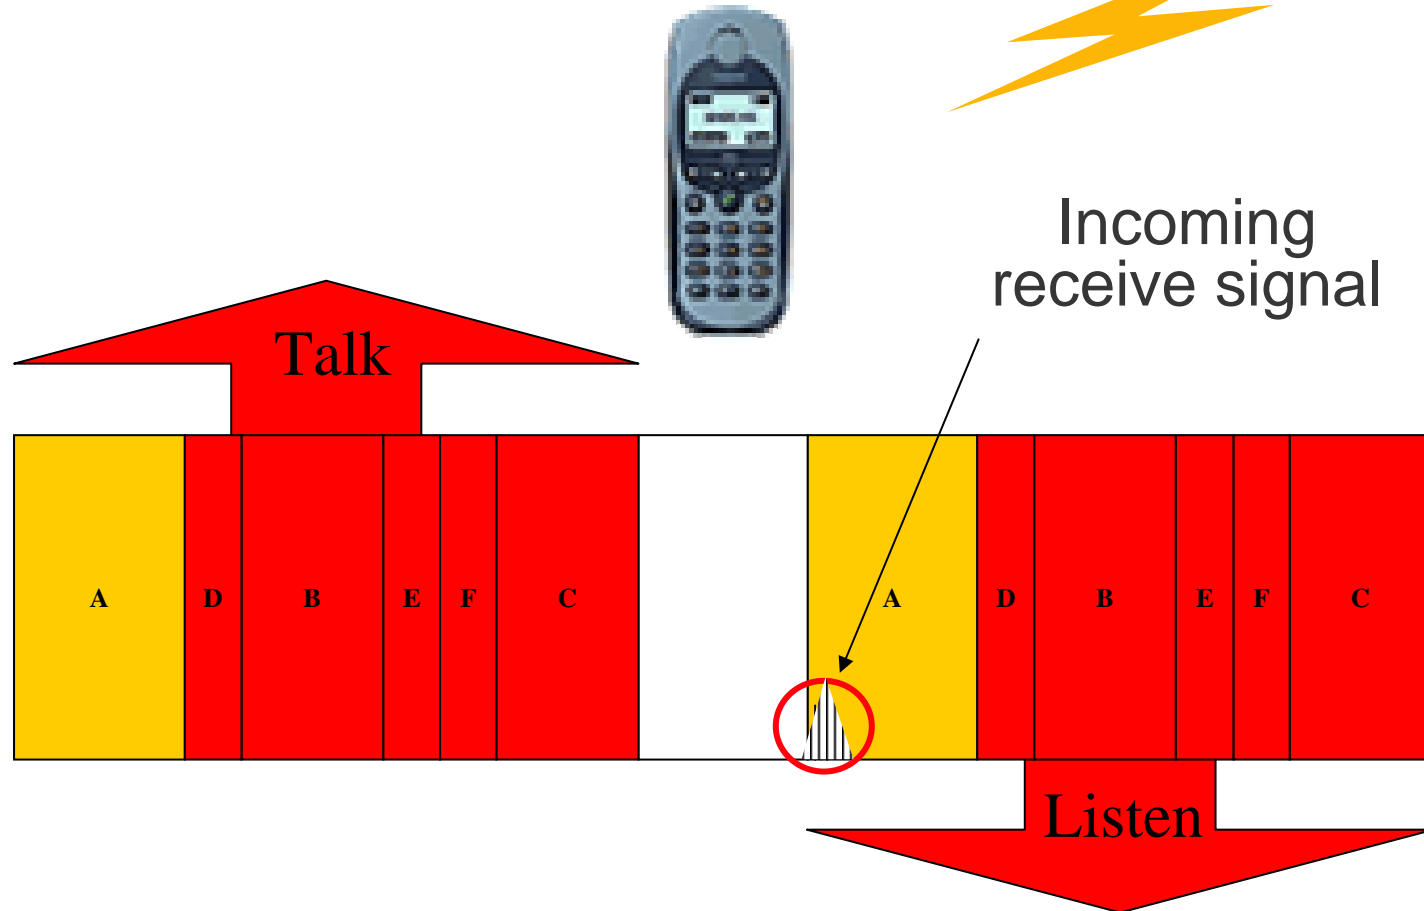 Incoming
receive signal
Talk
A D B E F C A D B E F C
Listen